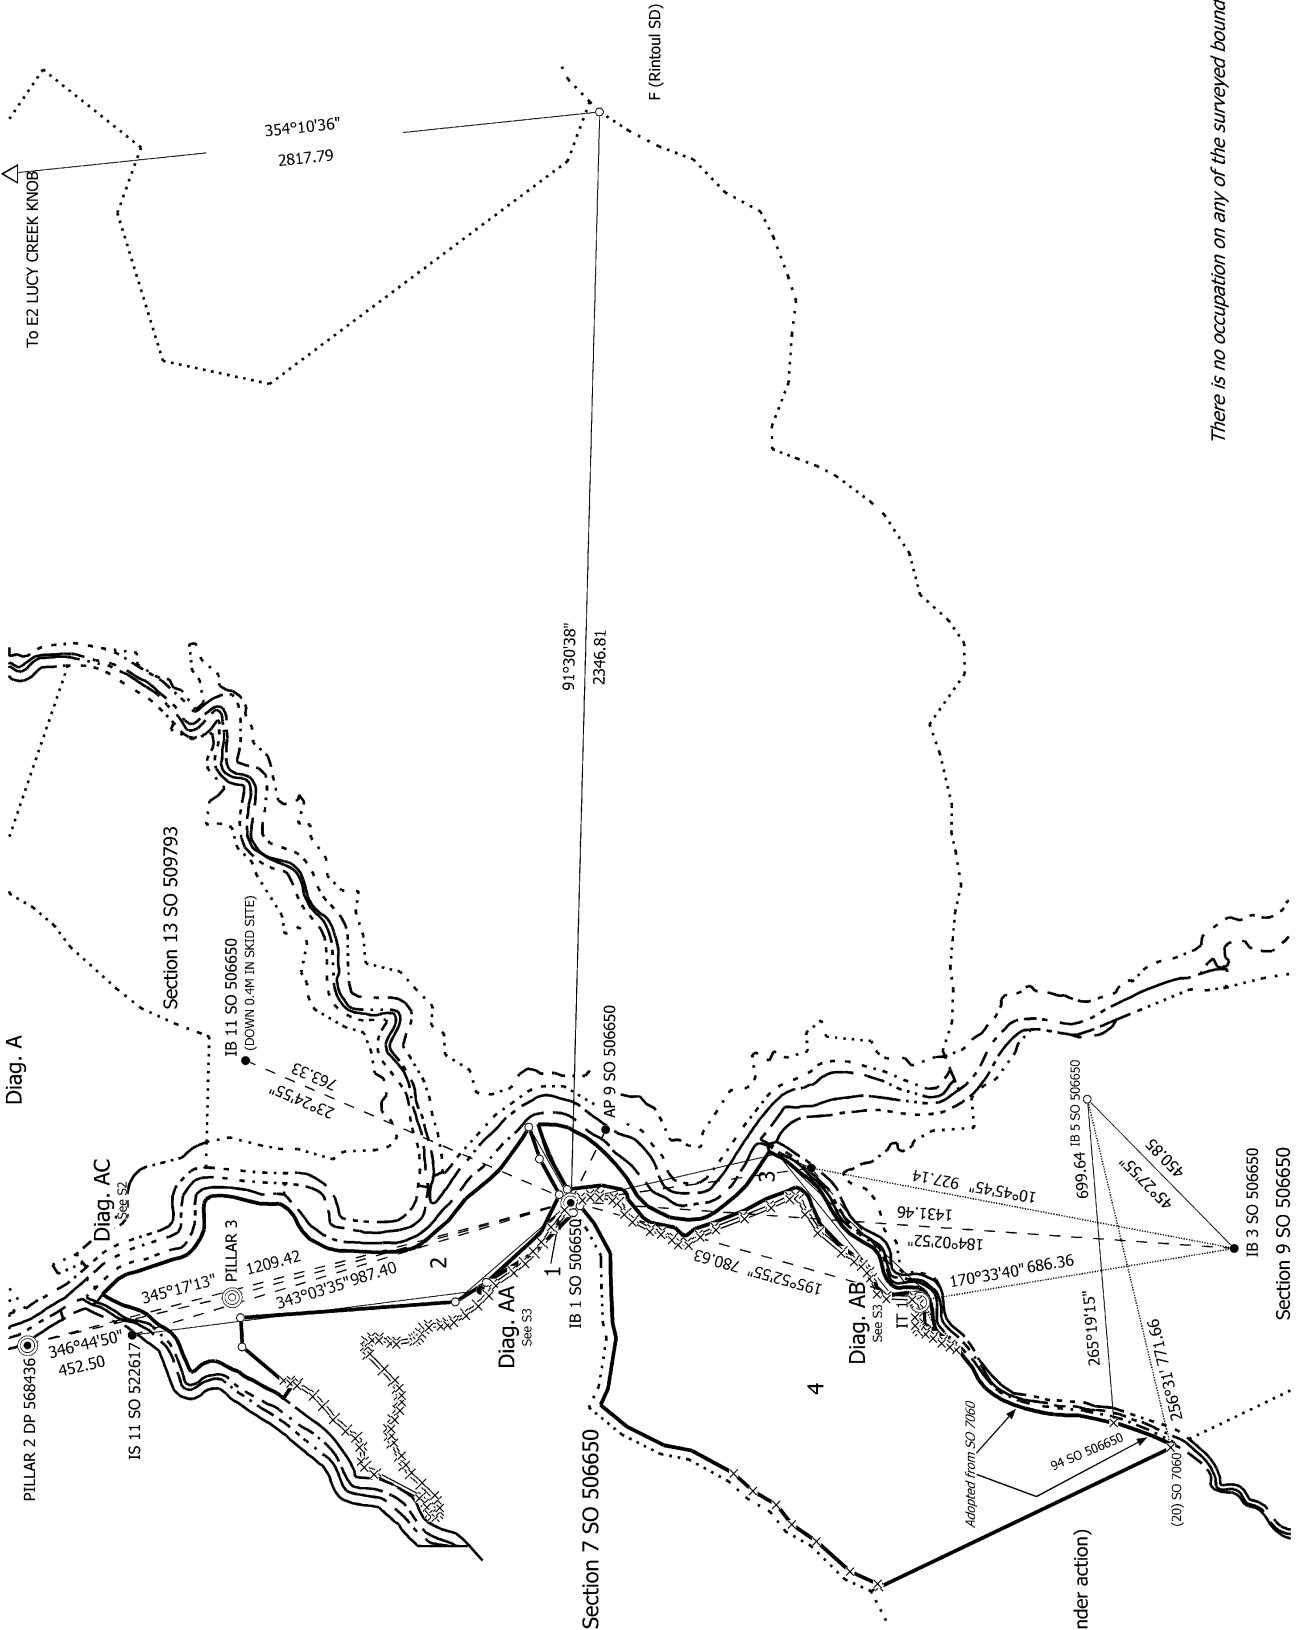 To E2 LUCY CREEK KNOB
354°10'36"
2817.79
F (Rintoul SD)
There is no occupation on any of the surveyed bound
91°30'38"
2346.81
Diag. A
Section 13 SO 509793
IB 11 SO 506650
(DOWN 0.4M IN SKID SITE)
763.33
23°24'55"
AP 9 SO 506650
Diag. AC
See S2
PILLAR 3
PILLAR 2 DP 568436
346°44'50"
452.50
IS 11 SO 522617
345°17'13"
1209.42
343°03'35"
987.40
2
Diag. AA
See S3
1
IB 1 SO 506650
3
780.63
195°52'55"
10°45'45"
927.14
1431.46
184°02'52"
170°33'40" 686.36
Diag. AB
See S3
IT 1
4
699.64
IB 5 SO 506650
450.85
45°27'55"
IB 3 SO 506650
Section 9 SO 506650
265°19'15"
256°31' 771.66
94 SO 506650
Adopted from SO 7060
(20) SO 7060
Section 7 SO 506650
nder action)